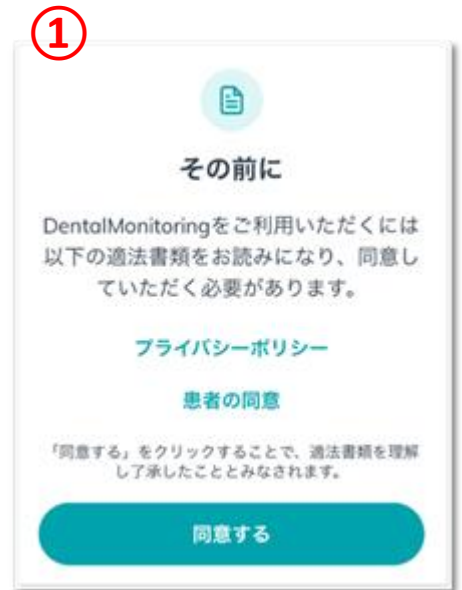 ①
その前に
DentalMonitoringをご利用いただくには
以下の適法書類をお読みになり、同意し
ていただく必要があります。
プライバシーポリシー
患者の同意
「同意する」をクリックすることで、適法書類を理解
し了承したこととみなされます。
同意する